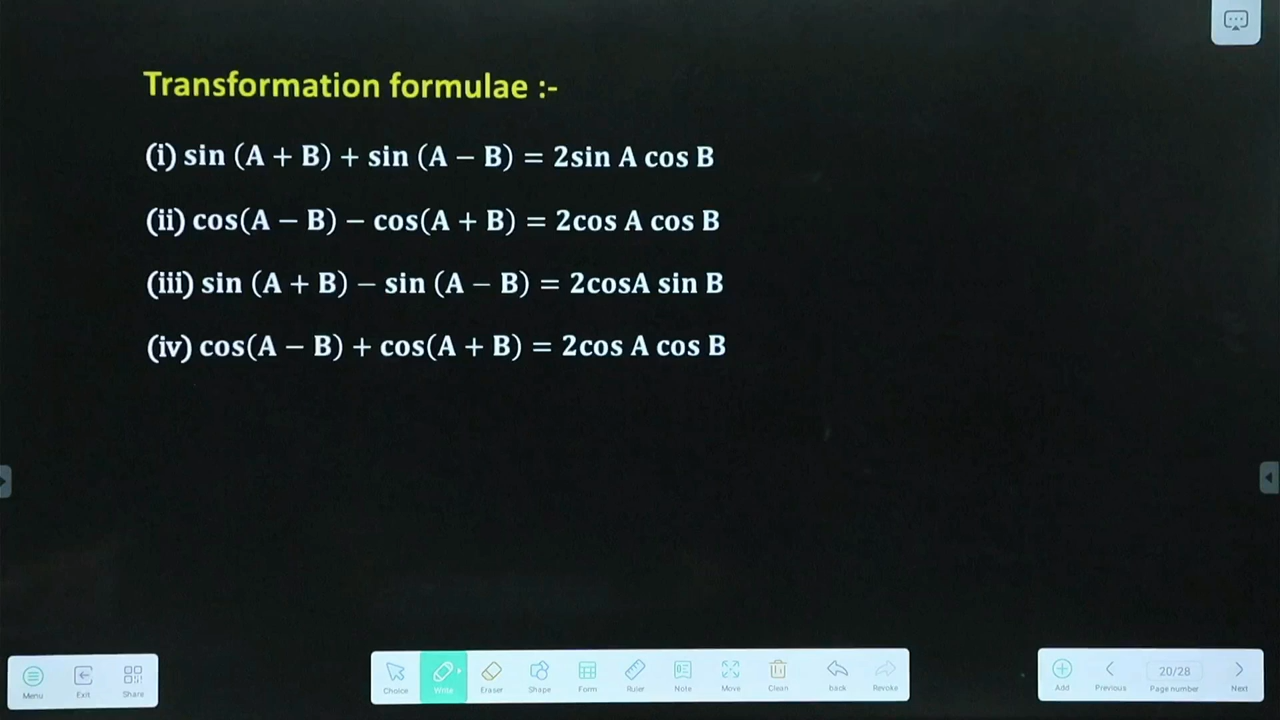 Transformation formulae :-
(i) sin (A + B) + sin (A − B) = 2sin A cos B
(ii) cos(A − B) − cos(A + B) = 2cos A cos B
(iii) sin (A + B) − sin (A − B) = 2cosA sin B
(iv) cos(A − B) + cos(A + B) = 2cos A cos B
Menu Exit Share Choice Write Eraser Shape Form Ruler Note Move Clean back Revoke Add Previous 20/28 Page number Next